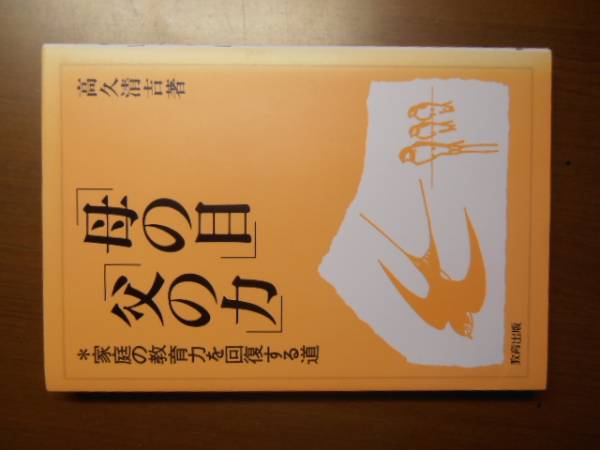 高久清吉著
「母の目」
「父の力」
*家庭の教育力を回復する道
教育出版